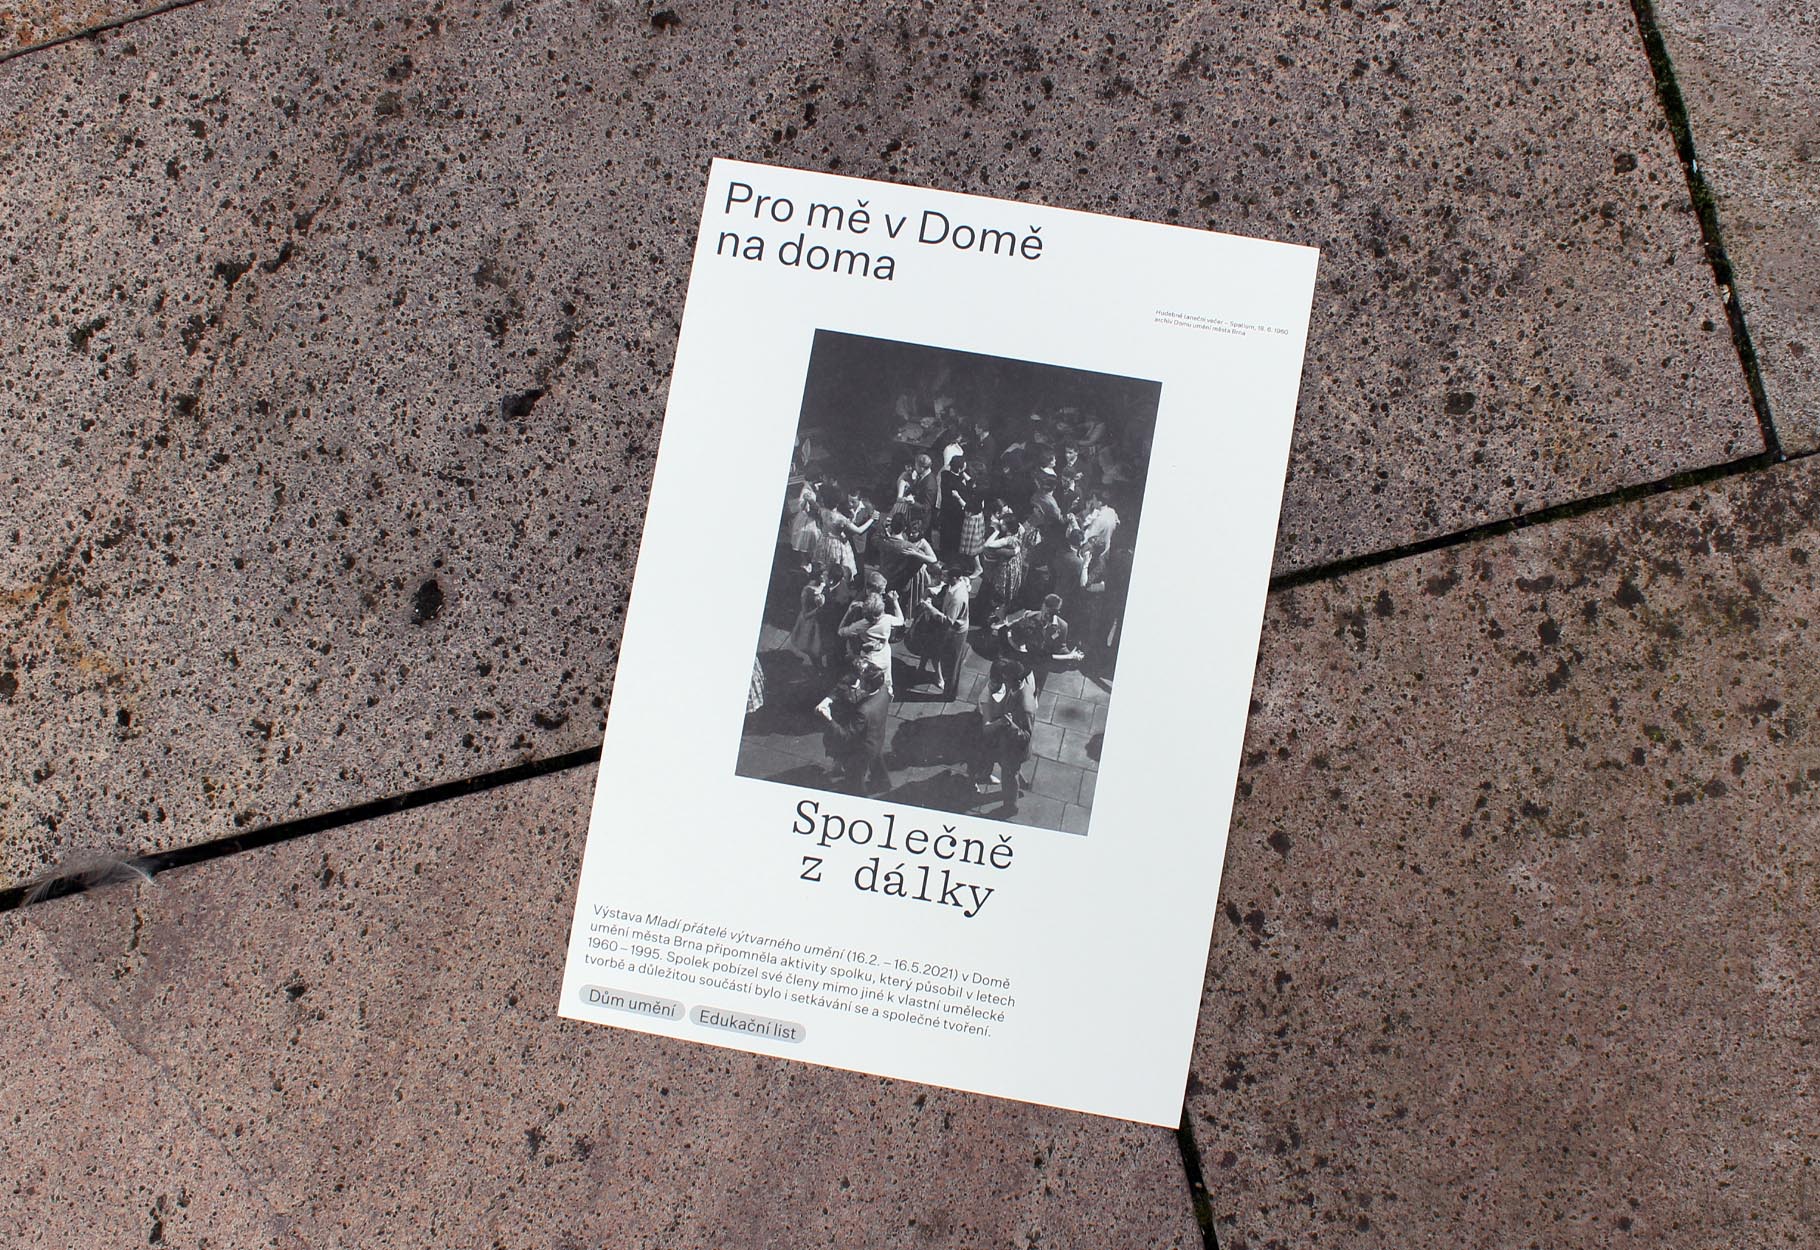 Pro mě v Domě
na doma
Hudebně taneční večer – Spalism, 18. 6. 1960
archiv Domu umění města Brna
Společně
z dálky
Výstava Mladí přátelé výtvarného umění (16.2. – 16.5.2021) v Domě
umění města Brna připomněla aktivity spolku, který působil v letech
1960 – 1995. Spolek pobízel své členy mimo jiné k vlastní umělecké
tvorbě a důležitou součástí bylo i setkávání se a společné tvoření.
Dům umění Edukační list